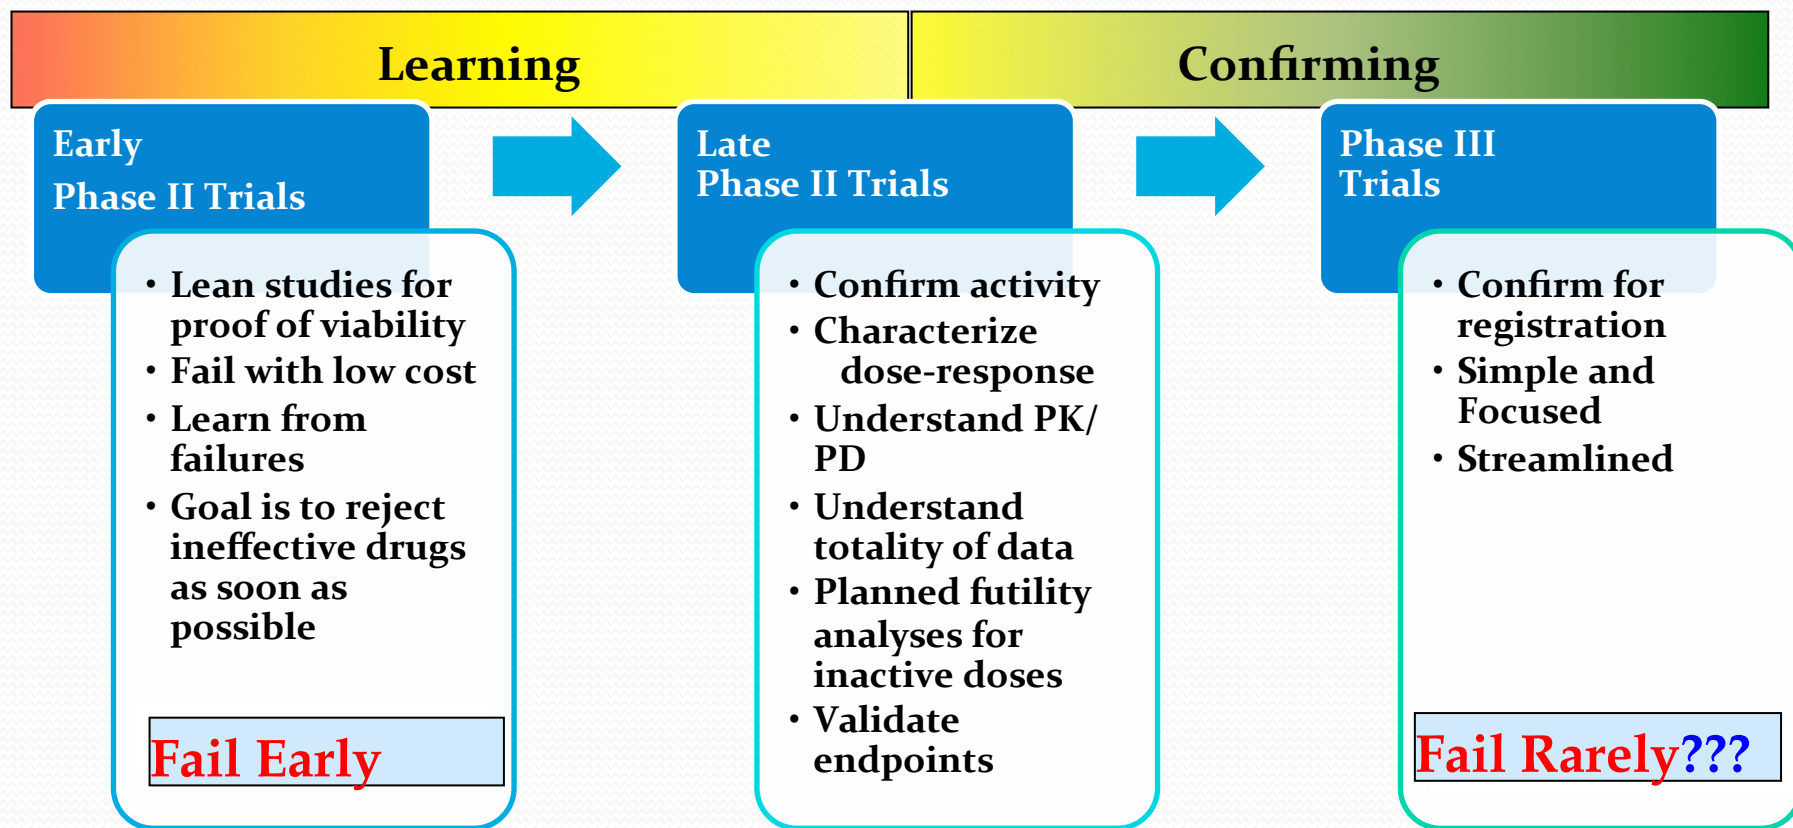 Learning
Confirming
Early
Phase II Trials
• Lean studies for
proof of viability
• Fail with low cost
• Learn from
failures
• Goal is to reject
ineffective drugs
as soon as
possible
Fail Early
Late
Phase II Trials
• Confirm activity
• Characterize
dose-response
• Understand PK/
PD
• Understand
totality of data
• Planned futility
analyses for
inactive doses
• Validate
endpoints
Phase III
Trials
• Confirm for
registration
• Simple and
Focused
• Streamlined
Fail Rarely???